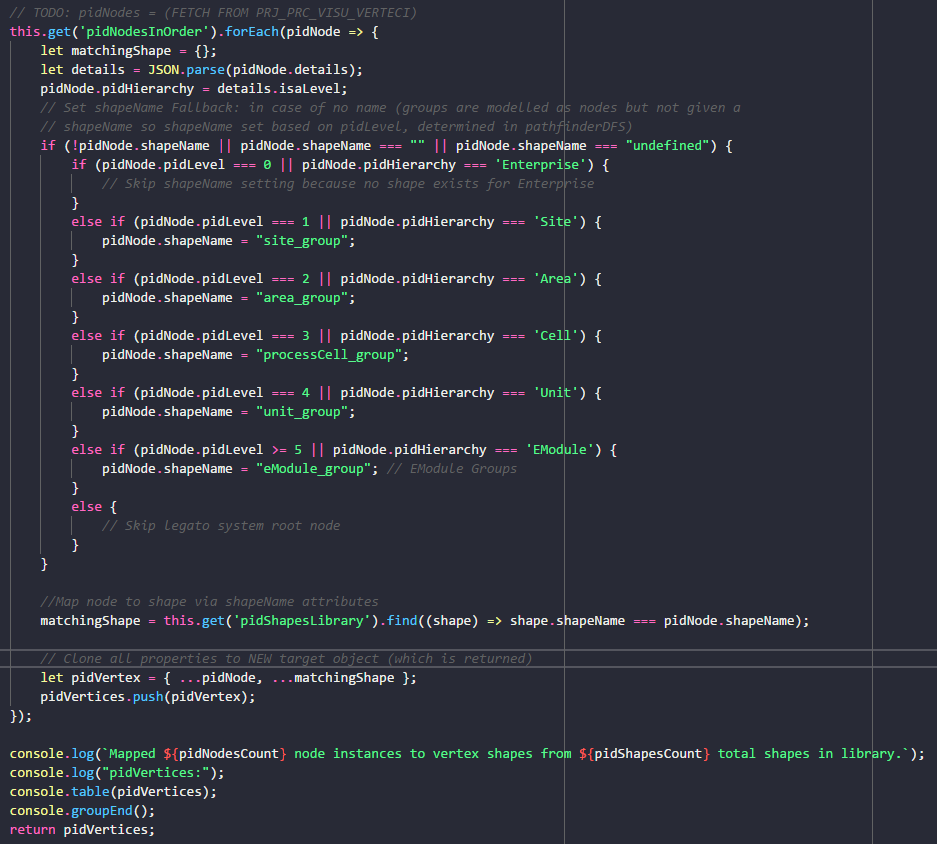 // TODO: pidNodes = (FETCH FROM PRJ_PRC_VISU_VERTECI)
this.get('pidNodesInOrder').forEach(pidNode => {
    let matchingShape = {};
    let details = JSON.parse(pidNode.details);
    pidNode.pidHierarchy = details.isaLevel;
    // Set shapeName Fallback: in case of no name (groups are modelled as nodes but not given a
    // shapeName so shapeName set based on pidLevel, determined in pathfinderDFS)
    if (!pidNode.shapeName || pidNode.shapeName === "" || pidNode.shapeName === "undefined") {
        if (pidNode.pidLevel === 0 || pidNode.pidHierarchy === 'Enterprise') {
            // Skip shapeName setting because no shape exists for Enterprise
        }
        else if (pidNode.pidLevel === 1 || pidNode.pidHierarchy === 'Site') {
            pidNode.shapeName = "site_group";
        }
        else if (pidNode.pidLevel === 2 || pidNode.pidHierarchy === 'Area') {
            pidNode.shapeName = "area_group";
        }
        else if (pidNode.pidLevel === 3 || pidNode.pidHierarchy === 'Cell') {
            pidNode.shapeName = "processCell_group";
        }
        else if (pidNode.pidLevel === 4 || pidNode.pidHierarchy === 'Unit') {
            pidNode.shapeName = "unit_group";
        }
        else if (pidNode.pidLevel >= 5 || pidNode.pidHierarchy === 'EModule') {
            pidNode.shapeName = "eModule_group"; // EModule Groups
        }
        else {
            // Skip legato system root node
        }
    }

    //Map node to shape via shapeName attributes
    matchingShape = this.get('pidShapesLibrary').find((shape) => shape.shapeName === pidNode.shapeName);

    // Clone all properties to NEW target object (which is returned)
    let pidVertex = { ...pidNode, ...matchingShape };
    pidVertices.push(pidVertex);
});

console.log(`Mapped ${pidNodesCount} node instances to vertex shapes from ${pidShapesCount} total shapes in library.`);
console.log("pidVertices:");
console.table(pidVertices);
console.groupEnd();
return pidVertices;